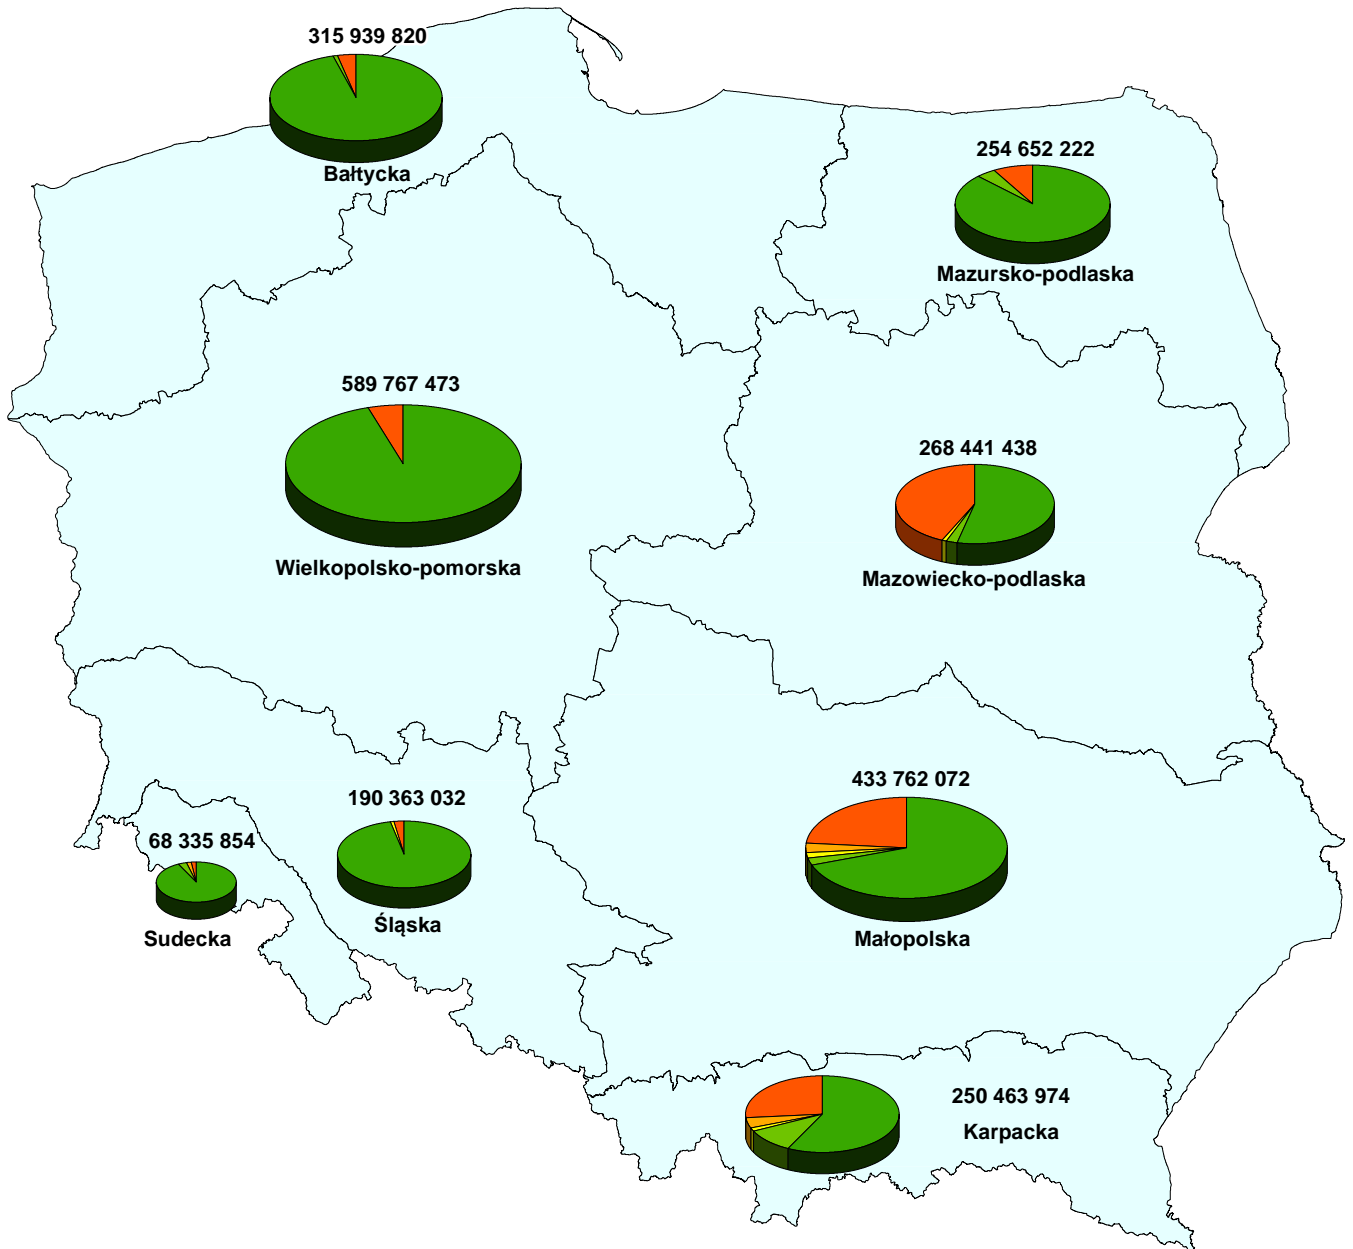 315 939 820
Bałtycka
254 652 222
Mazursko-podlaska
589 767 473
Wielkopolsko-pomorska
268 441 438
Mazowiecko-podlaska
433 762 072
Małopolska
190 363 032
Śląska
68 335 854
Sudecka
250 463 974
Karpacka